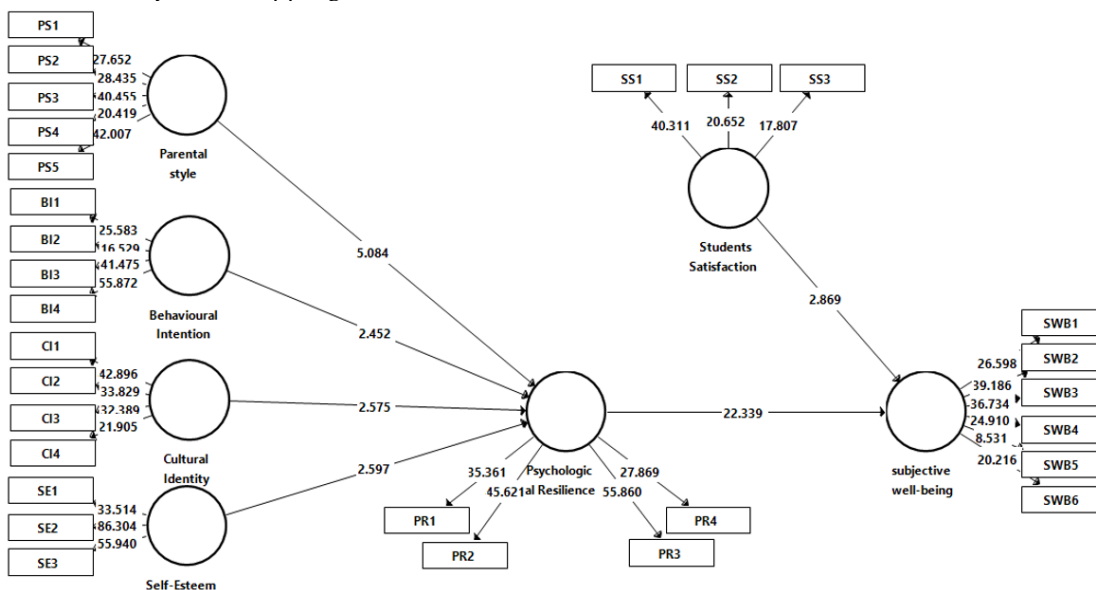 PS1
PS2
PS3
PS4
PS5
27.652
28.435
40.455
20.419
42.007
Parental
style
BI1
BI2
BI3
BI4
25.583
16.529
41.475
55.872
Behavioural
Intention
CI1
CI2
CI3
CI4
42.896
33.829
32.389
21.905
Cultural
Identity
SE1
SE2
SE3
33.514
86.304
55.940
Self-Esteem
5.084
2.452
2.575
2.597
SS1
SS2
SS3
40.311
20.652
17.807
Students
Satisfaction
2.869
Psychologic
al Resilience
35.361
45.621
55.860
27.869
PR1
PR2
PR3
PR4
22.339
subjective
well-being
26.598
39.186
36.734
24.910
8.531
20.216
SWB1
SWB2
SWB3
SWB4
SWB5
SWB6